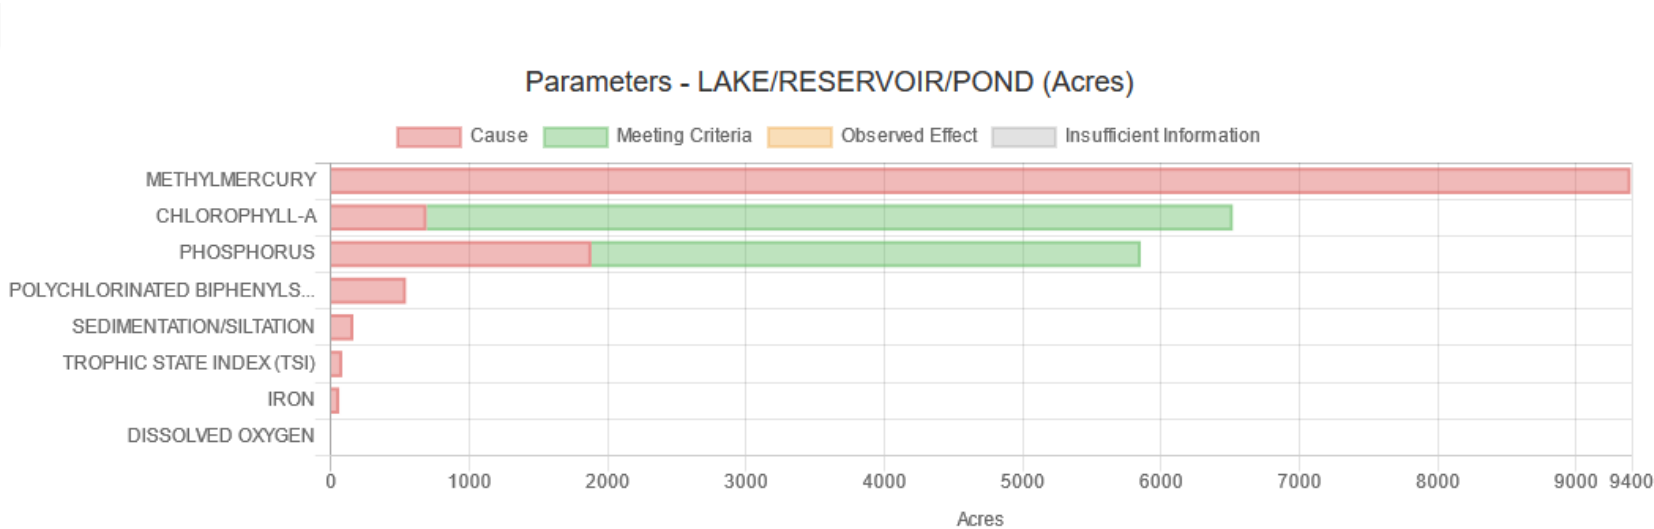 Parameters - LAKE/RESERVOIR/POND (Acres)
Cause Meeting Criteria Observed Effect Insufficient Information
METHYLMERCURY
CHLOROPHYLL-A
PHOSPHORUS
POLYCHLORINATED BIPHENYLS...
SEDIMENTATION/SILTATION
TROPHIC STATE INDEX (TSI)
IRON
DISSOLVED OXYGEN
0 1000 2000 3000 4000 5000 6000 7000 8000 9000 9400
Acres